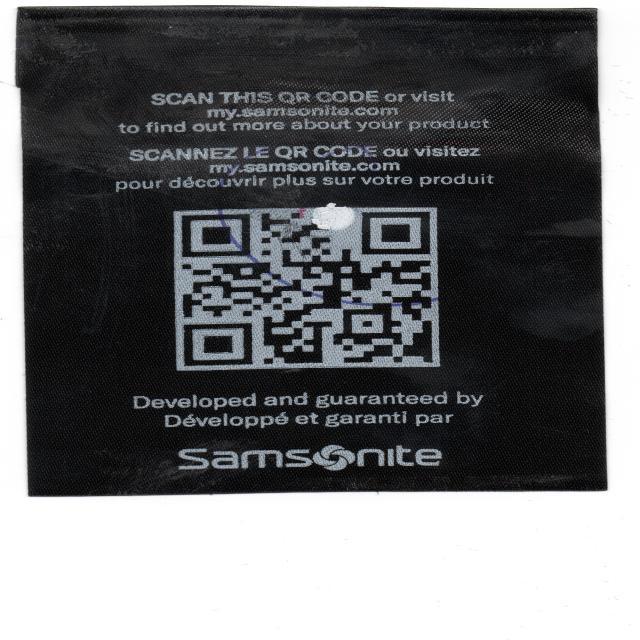 SCAN THIS QR CODE or visit
my.samsonite.com
to find out more about your product
SCANNEZ LE QR CODE ou visitez
my.samsonite.com
pour découvrir plus sur votre produit
Developed and guaranteed by
Développé et garanti par
Samsonite